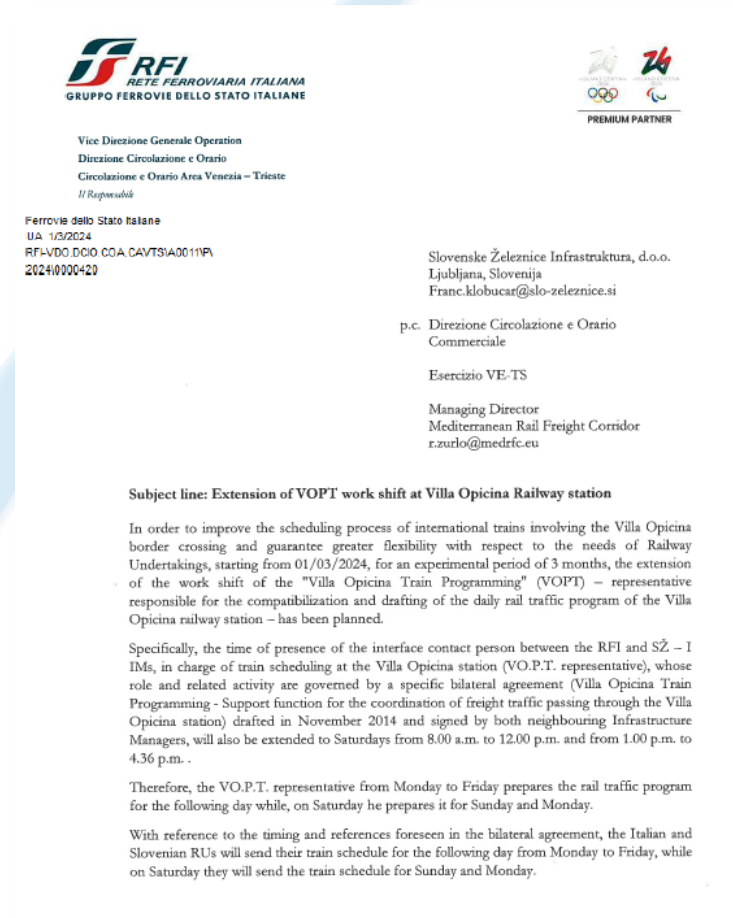 RFI
RETE FERROVIARIA ITALIANA
GRUPPO FERROVIE DELLO STATO ITALIANE
PREMIUM PARTNER
Vice Direzione Generale Operation
Direzione Circolazione e Orario
Circolazione e Orario Area Venezia – Trieste
Il Responsabile
Ferrovie dello Stato Italiane
UA 1/3/2024
RFI-VDO.DCIO.COA.CAVTS\A0011\P\
2024\0000420
Slovenske Železnice Infrastruktura, d.o.o.
Ljubljana, Slovenija
Franc.klobucar@slo-zeleznice.si
p.c. Direzione Circolazione e Orario
Commerciale
Esercizio VE-TS
Managing Director
Mediterranean Rail Freight Corridor
r.zurlo@medrfc.eu
Subject line: Extension of VOPT work shift at Villa Opicina Railway station
In order to improve the scheduling process of international trains involving the Villa Opicina
border crossing and guarantee greater flexibility with respect to the needs of Railway
Undertakings, starting from 01/03/2024, for an experimental period of 3 months, the extension
of the work shift of the "Villa Opicina Train Programming" (VOPT) – representative
responsible for the compatibilization and drafting of the daily rail traffic program of the Villa
Opicina railway station – has been planned.
Specifically, the time of presence of the interface contact person between the RFI and SŽ – I
IMs, in charge of train scheduling at the Villa Opicina station (VO.P.T. representative), whose
role and related activity are governed by a specific bilateral agreement (Villa Opicina Train
Programming - Support function for the coordination of freight traffic passing through the Villa
Opicina station) drafted in November 2014 and signed by both neighbouring Infrastructure
Managers, will also be extended to Saturdays from 8.00 a.m. to 12.00 p.m. and from 1.00 p.m. to
4.36 p.m. .
Therefore, the VO.P.T. representative from Monday to Friday prepares the rail traffic program
for the following day while, on Saturday he prepares it for Sunday and Monday.
With reference to the timing and references foreseen in the bilateral agreement, the Italian and
Slovenian RUs will send their train schedule for the following day from Monday to Friday, while
on Saturday they will send the train schedule for Sunday and Monday.